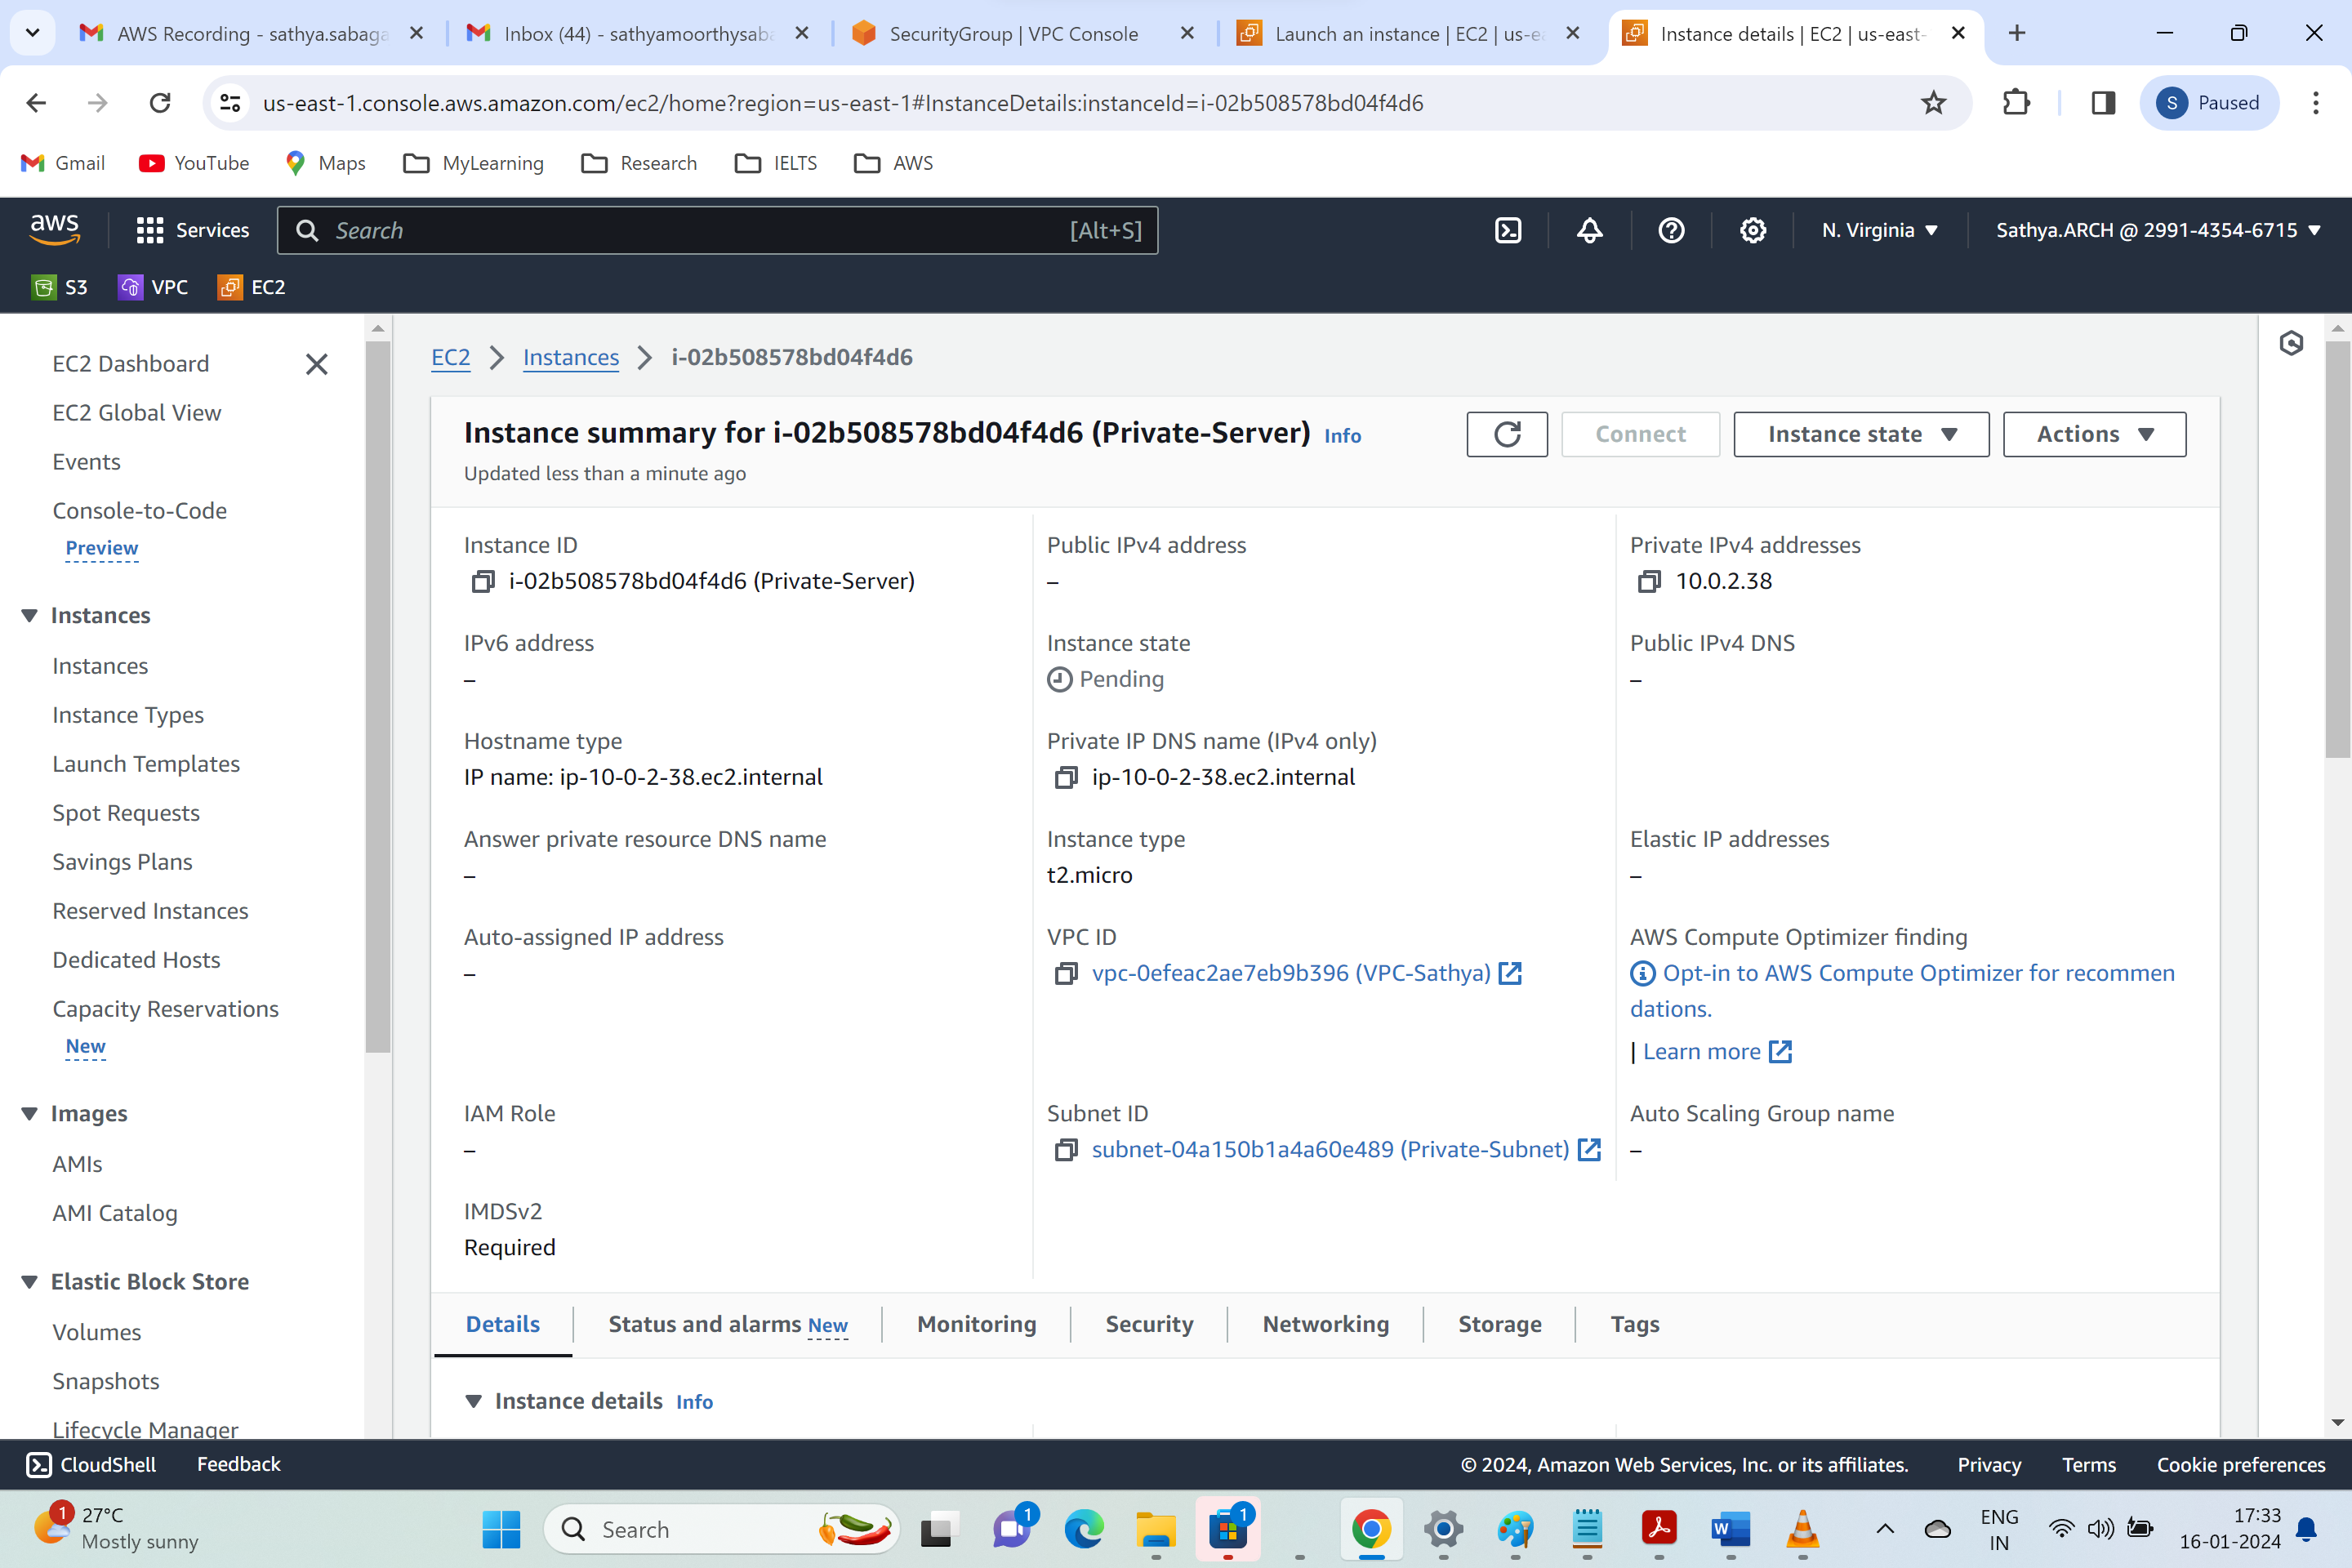 AWS Recording - sathya.sabaga
Inbox (44) - sathyamoorthysaba
SecurityGroup | VPC Console
Launch an instance | EC2 | us-ea
Instance details | EC2 | us-east-
us-east-1.console.aws.amazon.com/ec2/home?region=us-east-1#InstanceDetails:instanceId=i-02b508578bd04f4d6
S Paused
Gmail
YouTube
Maps
MyLearning
Research
IELTS
AWS
aws
Services
Search
[Alt+S]
N. Virginia
Sathya.ARCH @ 2991-4354-6715
S3
VPC
EC2
EC2 Dashboard
EC2 Global View
Events
Console-to-Code
Preview
Instances
Instances
Instance Types
Launch Templates
Spot Requests
Savings Plans
Reserved Instances
Dedicated Hosts
Capacity Reservations
New
Images
AMIs
AMI Catalog
Elastic Block Store
Volumes
Snapshots
Lifecycle Manager
EC2 > Instances > i-02b508578bd04f4d6
Instance summary for i-02b508578bd04f4d6 (Private-Server) Info
Updated less than a minute ago
Connect
Instance state
Actions
Instance ID
i-02b508578bd04f4d6 (Private-Server)
Public IPv4 address
–
Private IPv4 addresses
10.0.2.38
IPv6 address
–
Instance state
Pending
Public IPv4 DNS
–
Hostname type
IP name: ip-10-0-2-38.ec2.internal
Private IP DNS name (IPv4 only)
ip-10-0-2-38.ec2.internal
Answer private resource DNS name
–
Instance type
t2.micro
Elastic IP addresses
–
Auto-assigned IP address
–
VPC ID
vpc-0efeac2ae7eb9b396 (VPC-Sathya)
AWS Compute Optimizer finding
Opt-in to AWS Compute Optimizer for recommen
dations.
| Learn more
IAM Role
–
Subnet ID
subnet-04a150b1a4a60e489 (Private-Subnet)
Auto Scaling Group name
–
IMDSv2
Required
Details
Status and alarms New
Monitoring
Security
Networking
Storage
Tags
Instance details Info
CloudShell
Feedback
© 2024, Amazon Web Services, Inc. or its affiliates.
Privacy
Terms
Cookie preferences
1
27°C
Mostly sunny
Search
1
1
W
ENG
IN
17:33
16-01-2024